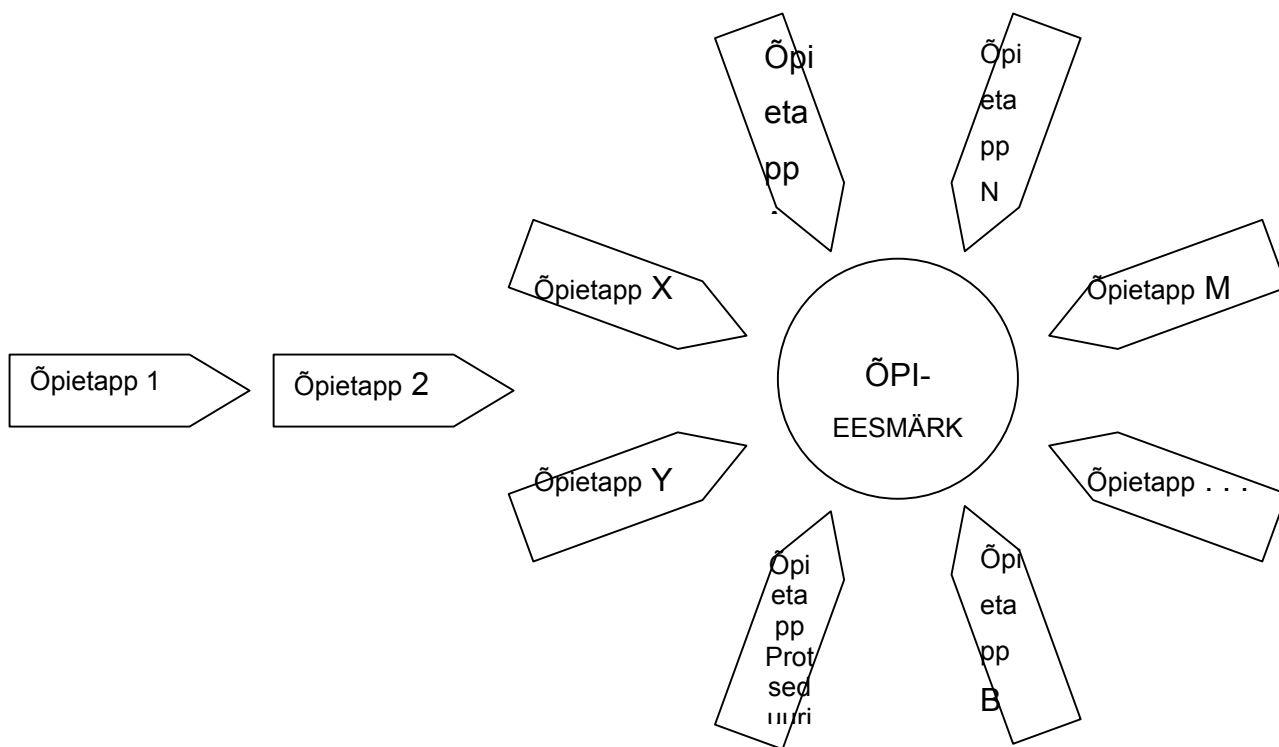 Õpi
eta
pp
Õpi
eta
pp
N
Õpietapp X
Õpietapp M
Õpietapp 1
Õpietapp 2
ÕPI-
EESMÄRK
Õpietapp Y
Õpietapp . . .
Õpi
eta
pp
Prot
sed
uuri
Õpi
eta
pp
B